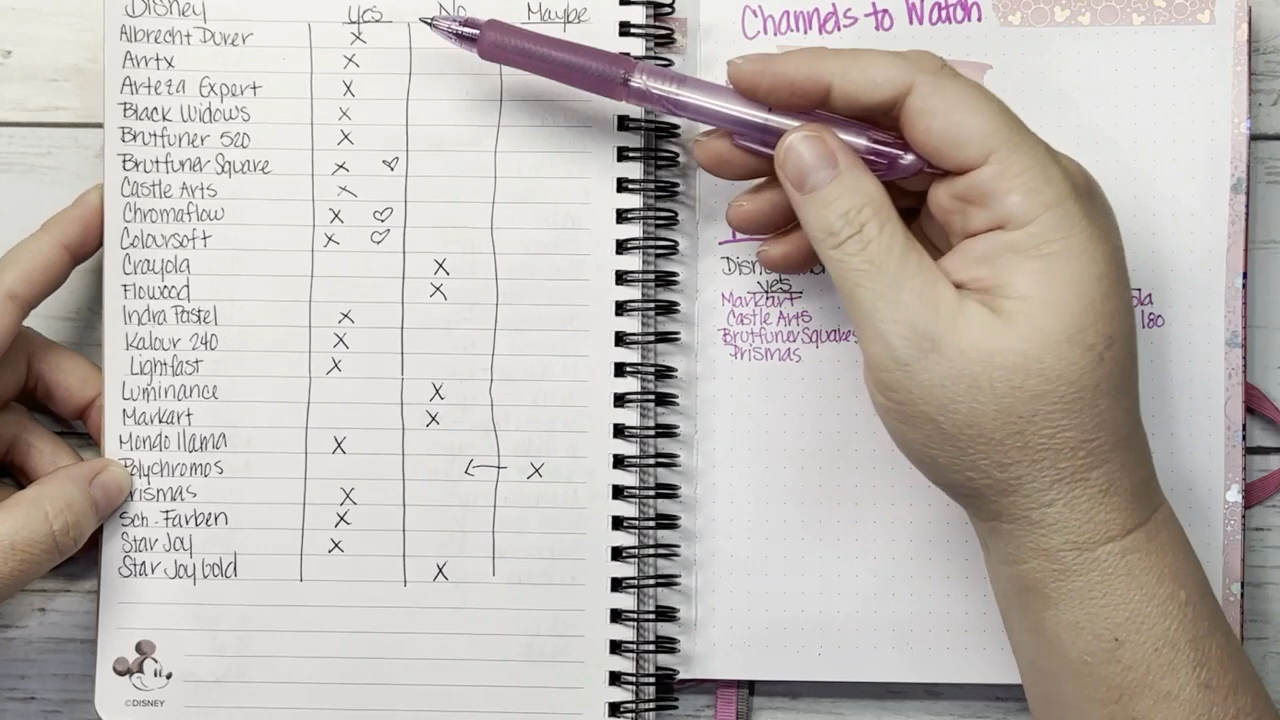 Disney yes No Maybe
Albrecht Durer X
Arrtx X
Arteza Expert X
Black Widows X
Brutfuner 520 X
Brutfuner Square X ♡
Castle Arts X
Chromaflow X ♡
Coloursoft X ♡
Crayola X
Flowood X
Indra Pastel X
Kalour 240 X
Lightfast X
Luminance X
Markart X
Mondo llama X
Polychromos ← X
rismas X
Sch-Farben X
Star Joy X
Star Joy bold X
©DISNEY
Channels to Watch
yes
Markart
Castle Arts
Brutfuner Squares
Prismas
180